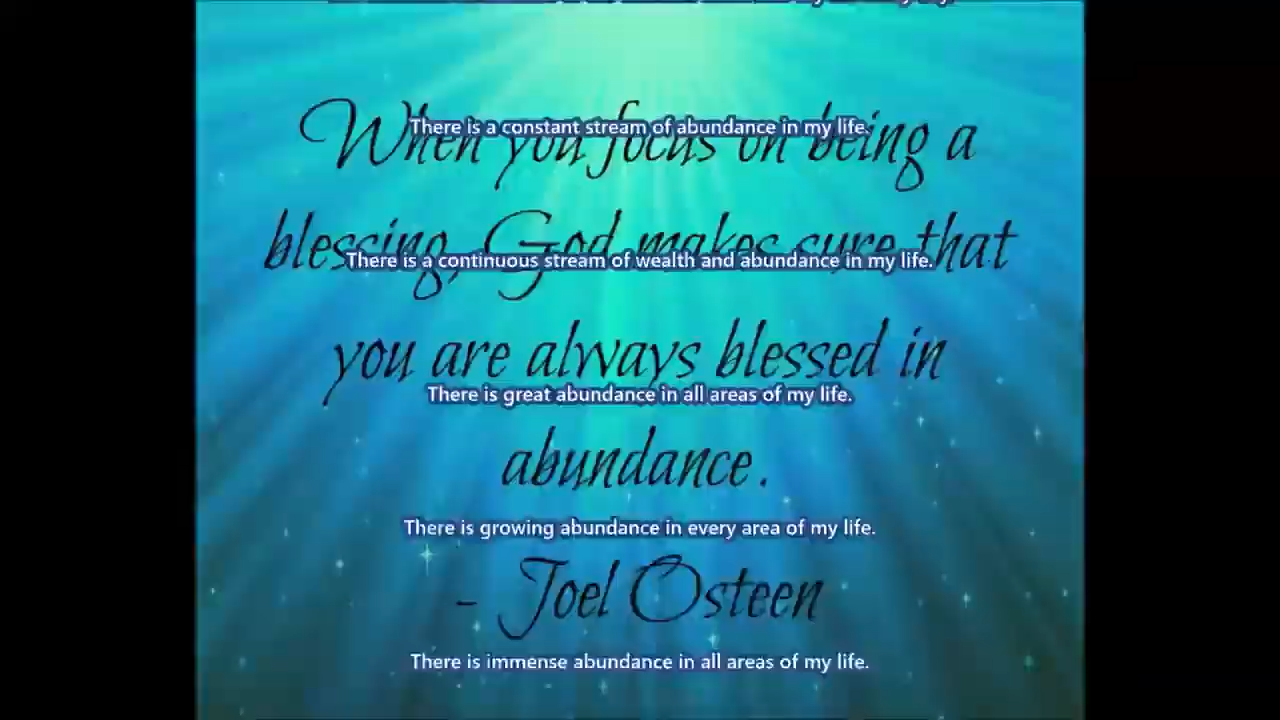 There is a constant stream of abundance in my life.
When you focus on being a
blessing, God makes sure that
There is a continuous stream of wealth and abundance in my life.
you are always blessed in
There is great abundance in all areas of my life.
abundance.
There is growing abundance in every area of my life.
- Joel Osteen
There is immense abundance in all areas of my life.